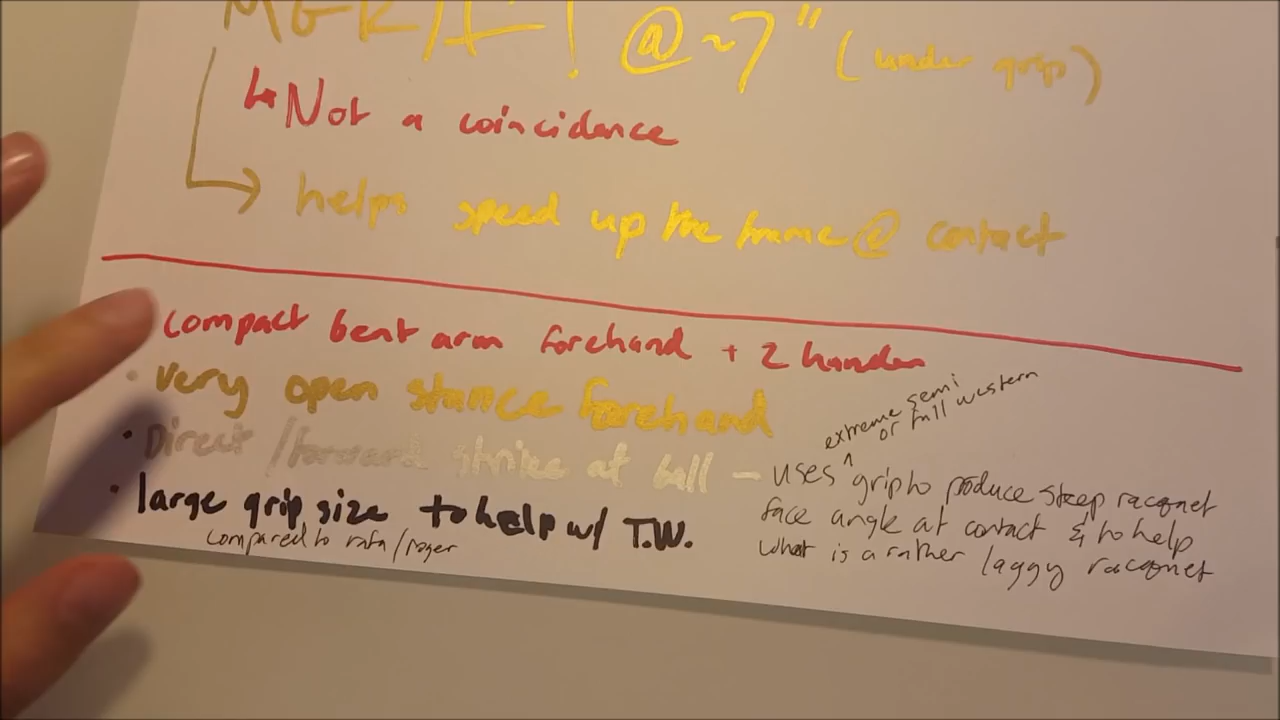 MGR/I! @ ~7" (under grip)
↳ Not a coincidence
→ helps speed up the frame @ contact
compact bent arm forehand + 2 hander
• very open stance forehand
• Direct / forward strike at ball – uses ^ grip to produce steep racquet
extreme semi
or full western
face angle at contact & to help
what is a rather laggy racquet
• large grip size to help w/ T.W.
compared to rafa/roger